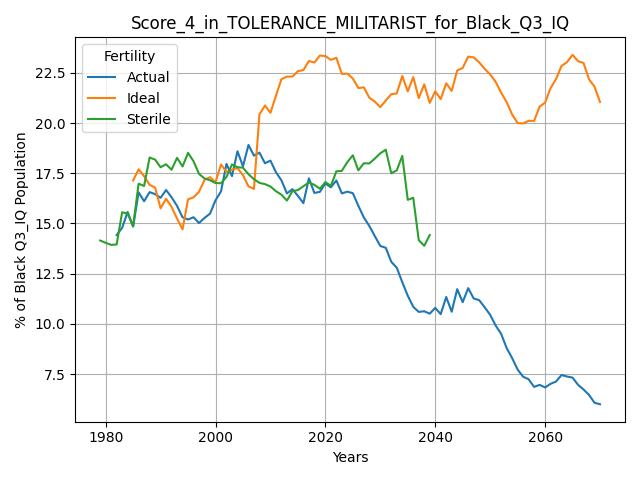 Score_4_in_TOLERANCE_MILITARIST_for_Black_Q3_IQ
Fertility
Actual
Ideal
Sterile
% of Black Q3_IQ Population
22.5
20.0
17.5
15.0
12.5
10.0
7.5
1980 2000 2020 2040 2060
Years